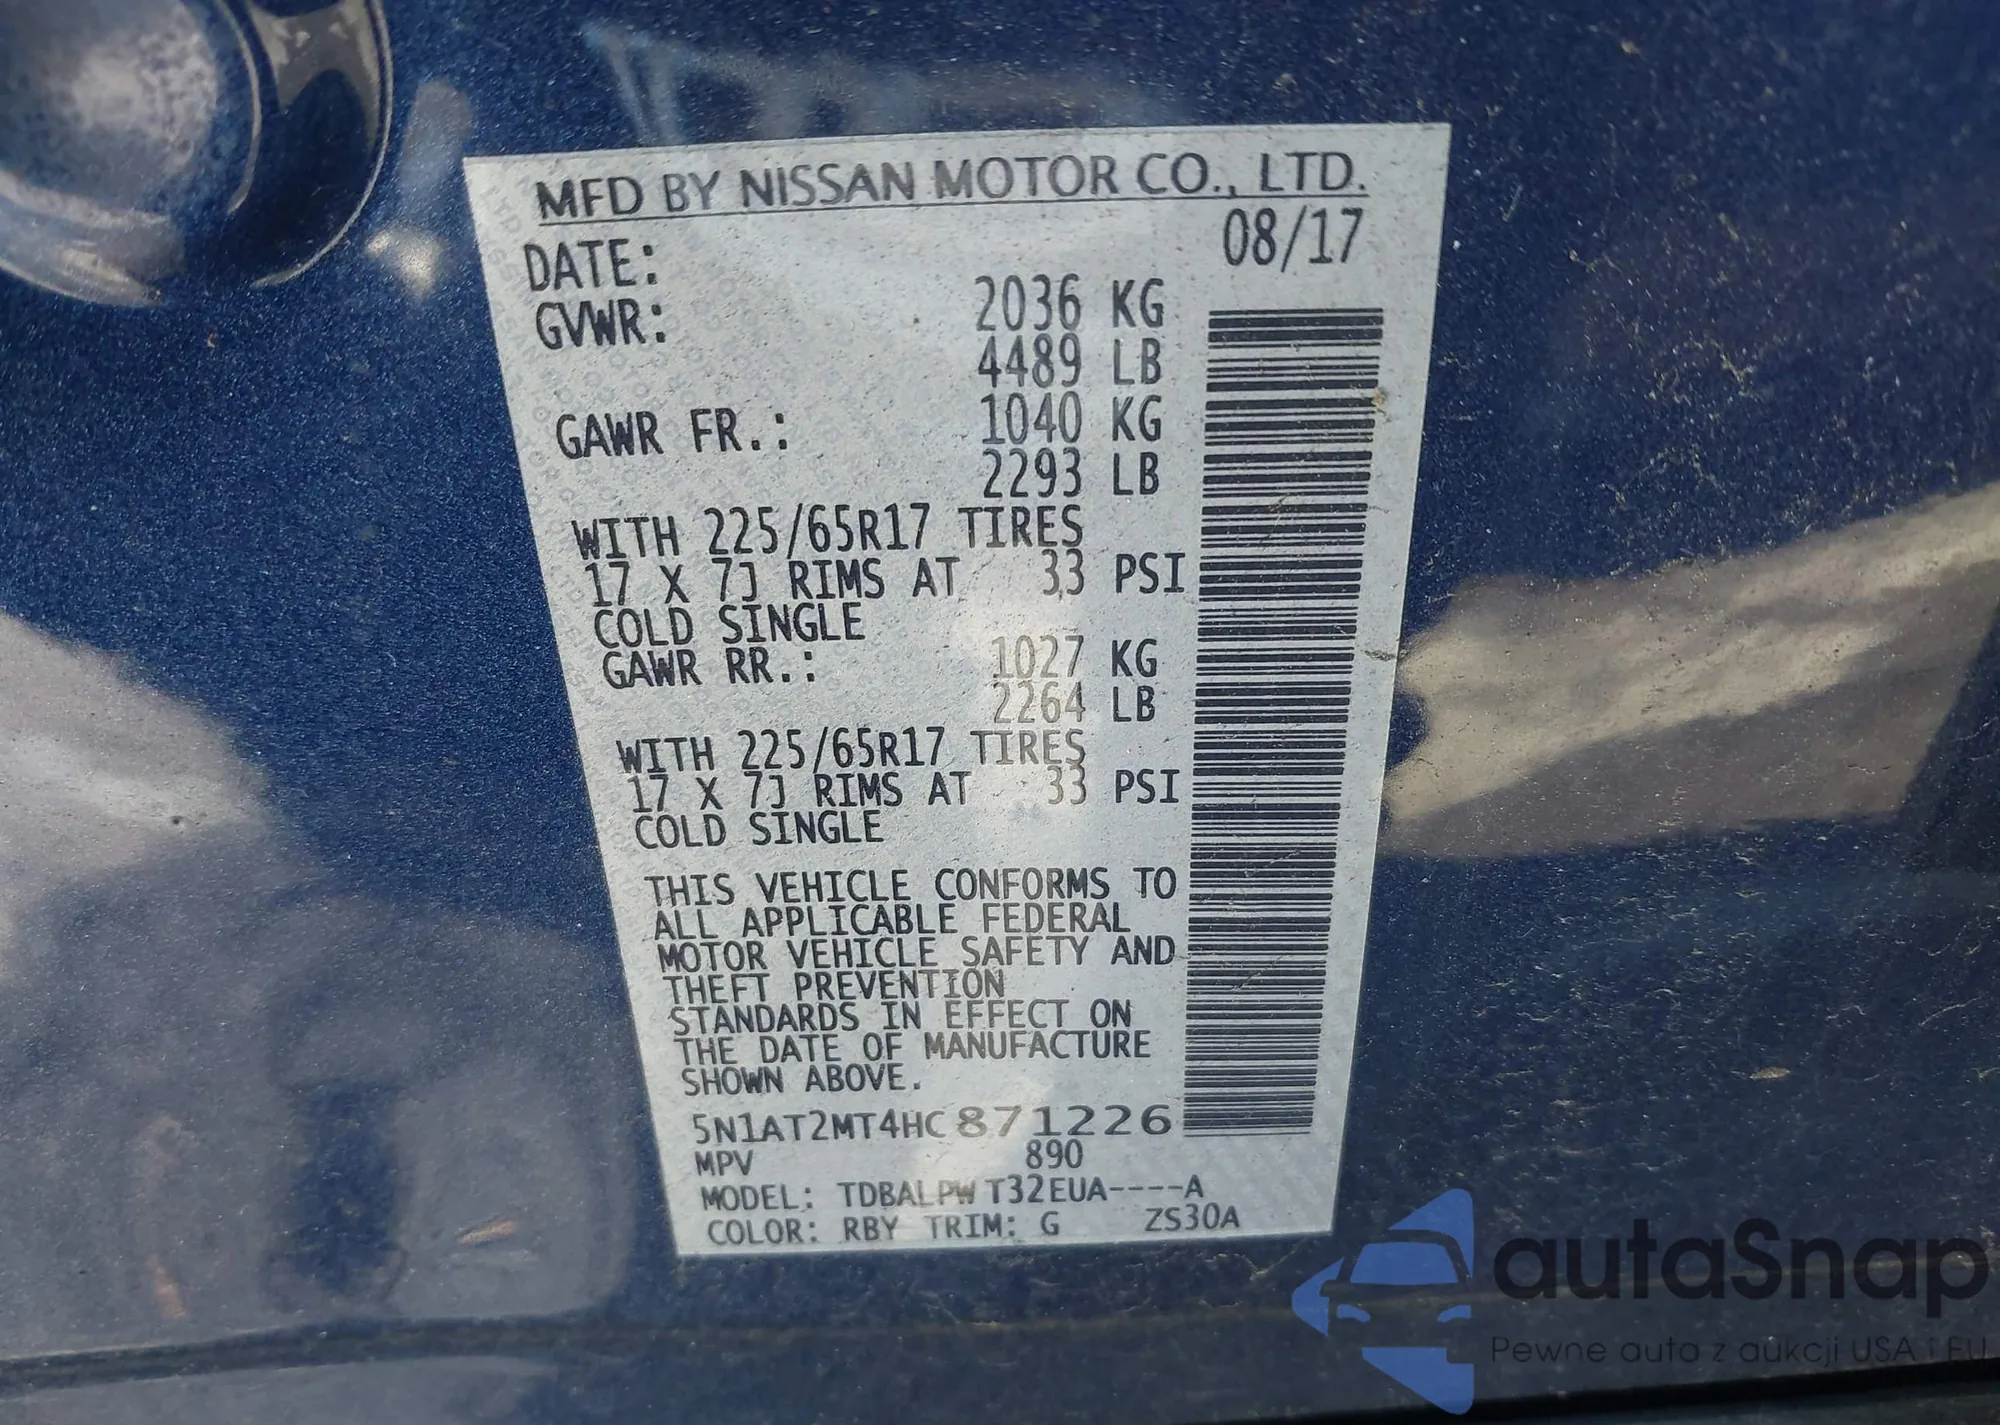 MFD BY NISSAN MOTOR CO., LTD.
DATE: 08/17
GVWR: 2036 KG
4489 LB
GAWR FR.: 1040 KG
2293 LB
WITH 225/65R17 TIRES
17 X 7J RIMS AT 33 PSI
COLD SINGLE
GAWR RR.: 1027 KG
2264 LB
WITH 225/65R17 TIRES
17 X 7J RIMS AT 33 PSI
COLD SINGLE
THIS VEHICLE CONFORMS TO
ALL APPLICABLE FEDERAL
MOTOR VEHICLE SAFETY AND
THEFT PREVENTION
STANDARDS IN EFFECT ON
THE DATE OF MANUFACTURE
SHOWN ABOVE.
5N1AT2MT4HC871226
MPV 890
MODEL: TDBALPW T32EUA----A
COLOR: RBY TRIM: G ZS30A
autaSnap
Pewne auto z aukcji USA i EU